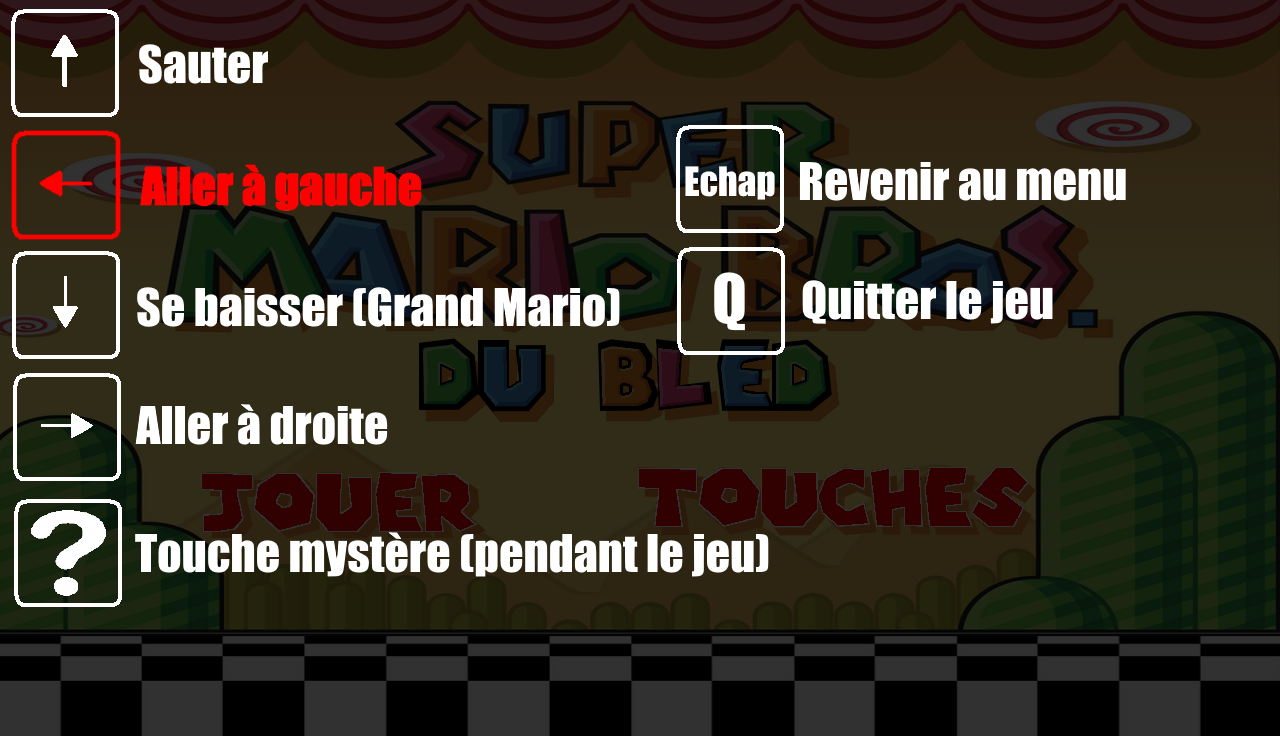 Sauter
Aller à gauche
Se baisser (Grand Mario)
Aller à droite
? Touche mystère (pendant le jeu)
Echap Revenir au menu
Q Quitter le jeu
SUPER
MARIO BROS.
DU BLED
JOUER TOUCHES